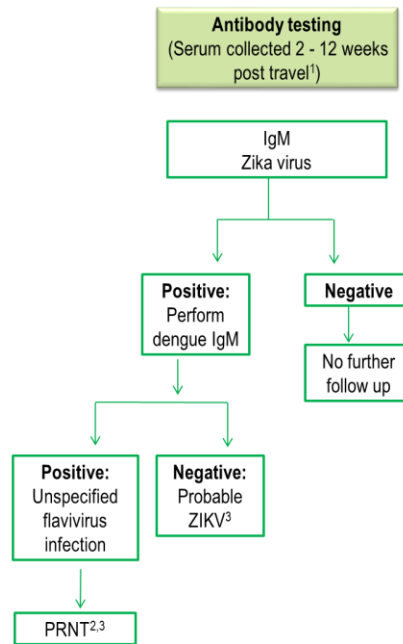 Antibody testing
(Serum collected 2 - 12 weeks
post travel¹)
IgM
Zika virus
Positive:
Perform
dengue IgM
Negative
No further
follow up
Positive:
Unspecified
flavivirus
infection
Negative:
Probable
ZIKV³
PRNT²,³